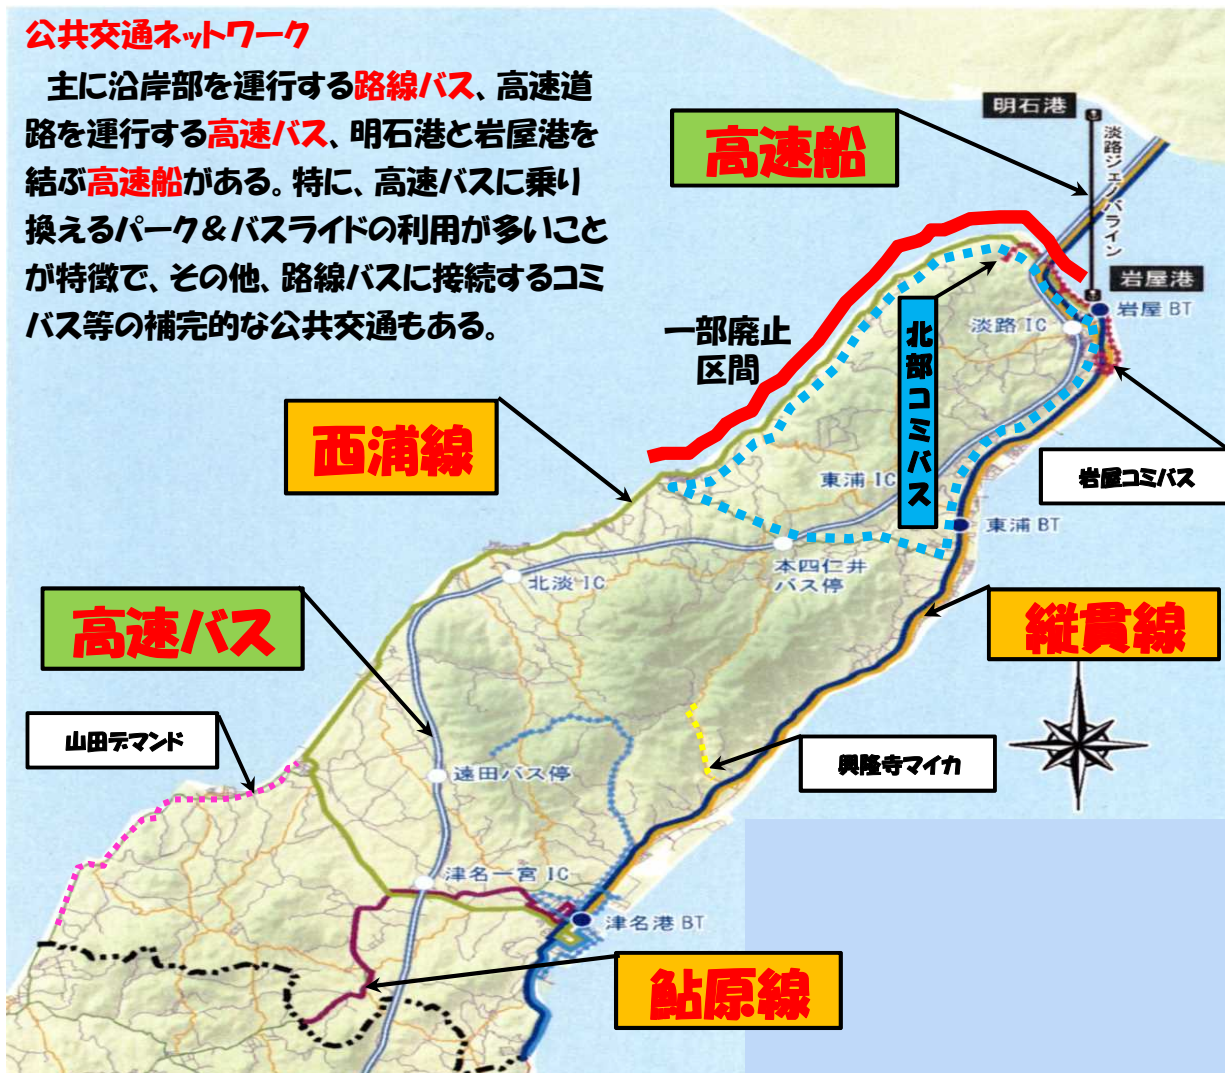 公共交通ネットワーク
主に沿岸部を運行する路線バス、高速道
路を運行する高速バス、明石港と岩屋港を
結ぶ高速船がある。特に、高速バスに乗り
換えるパーク＆バスライドの利用が多いこと
が特徴で、その他、路線バスに接続するコミ
バス等の補完的な公共交通もある。
高速船
明石港
淡路ジェノバライン
岩屋港
岩屋 BT
淡路 IC
一部廃止
区間
北部コミバス
西浦線
東浦 IC
岩屋コミバス
東浦 BT
本四仁井
バス停
北淡 IC
高速バス
縦貫線
山田デマンド
遠田バス停
興隆寺マイカ
津名一宮 IC
津名港 BT
鮎原線